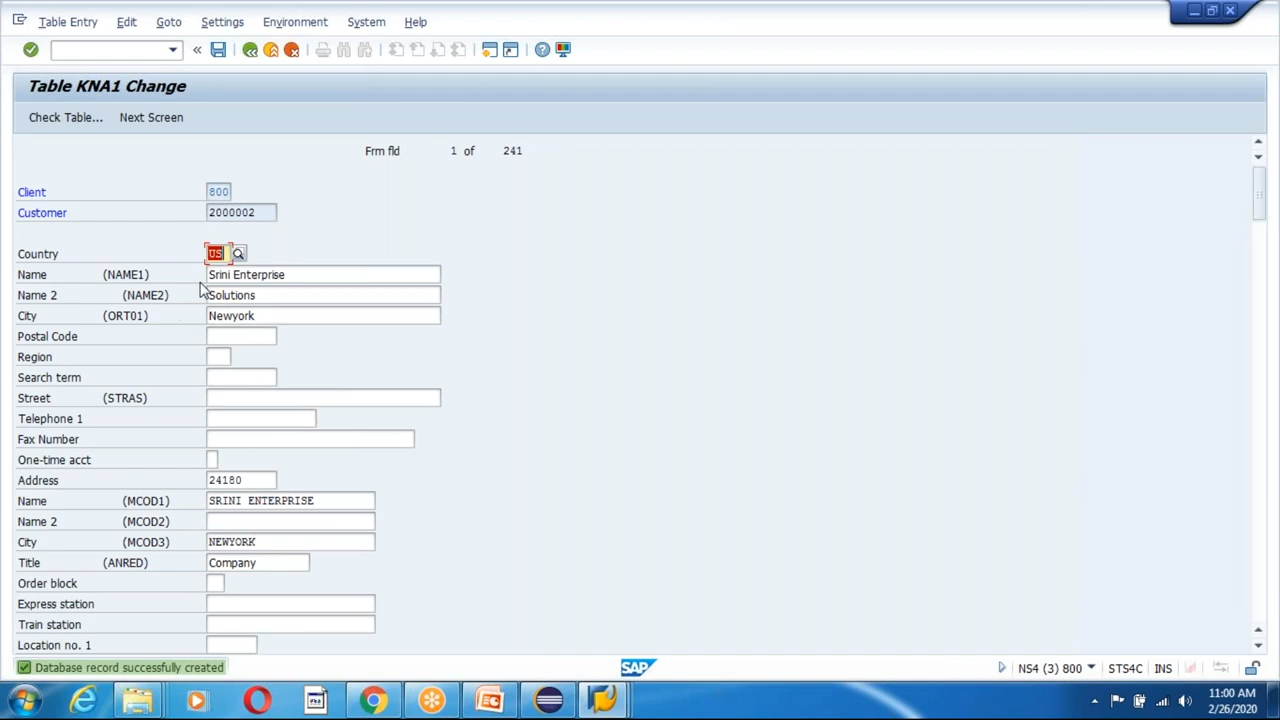 Table Entry Edit Goto Settings Environment System Help
Table KNA1 Change
Check Table... Next Screen
Frm fld 1 of 241
Client 800
Customer 2000002
Country US
Name (NAME1) Srini Enterprise
Name 2 (NAME2) Solutions
City (ORT01) Newyork
Postal Code
Region
Search term
Street (STRAS)
Telephone 1
Fax Number
One-time acct
Address 24180
Name (MCOD1) SRINI ENTERPRISE
Name 2 (MCOD2)
City (MCOD3) NEWYORK
Title (ANRED) Company
Order block
Express station
Train station
Location no. 1
Database record successfully created SAP NS4 (3) 800 STS4C INS
11:00 AM
2/26/2020